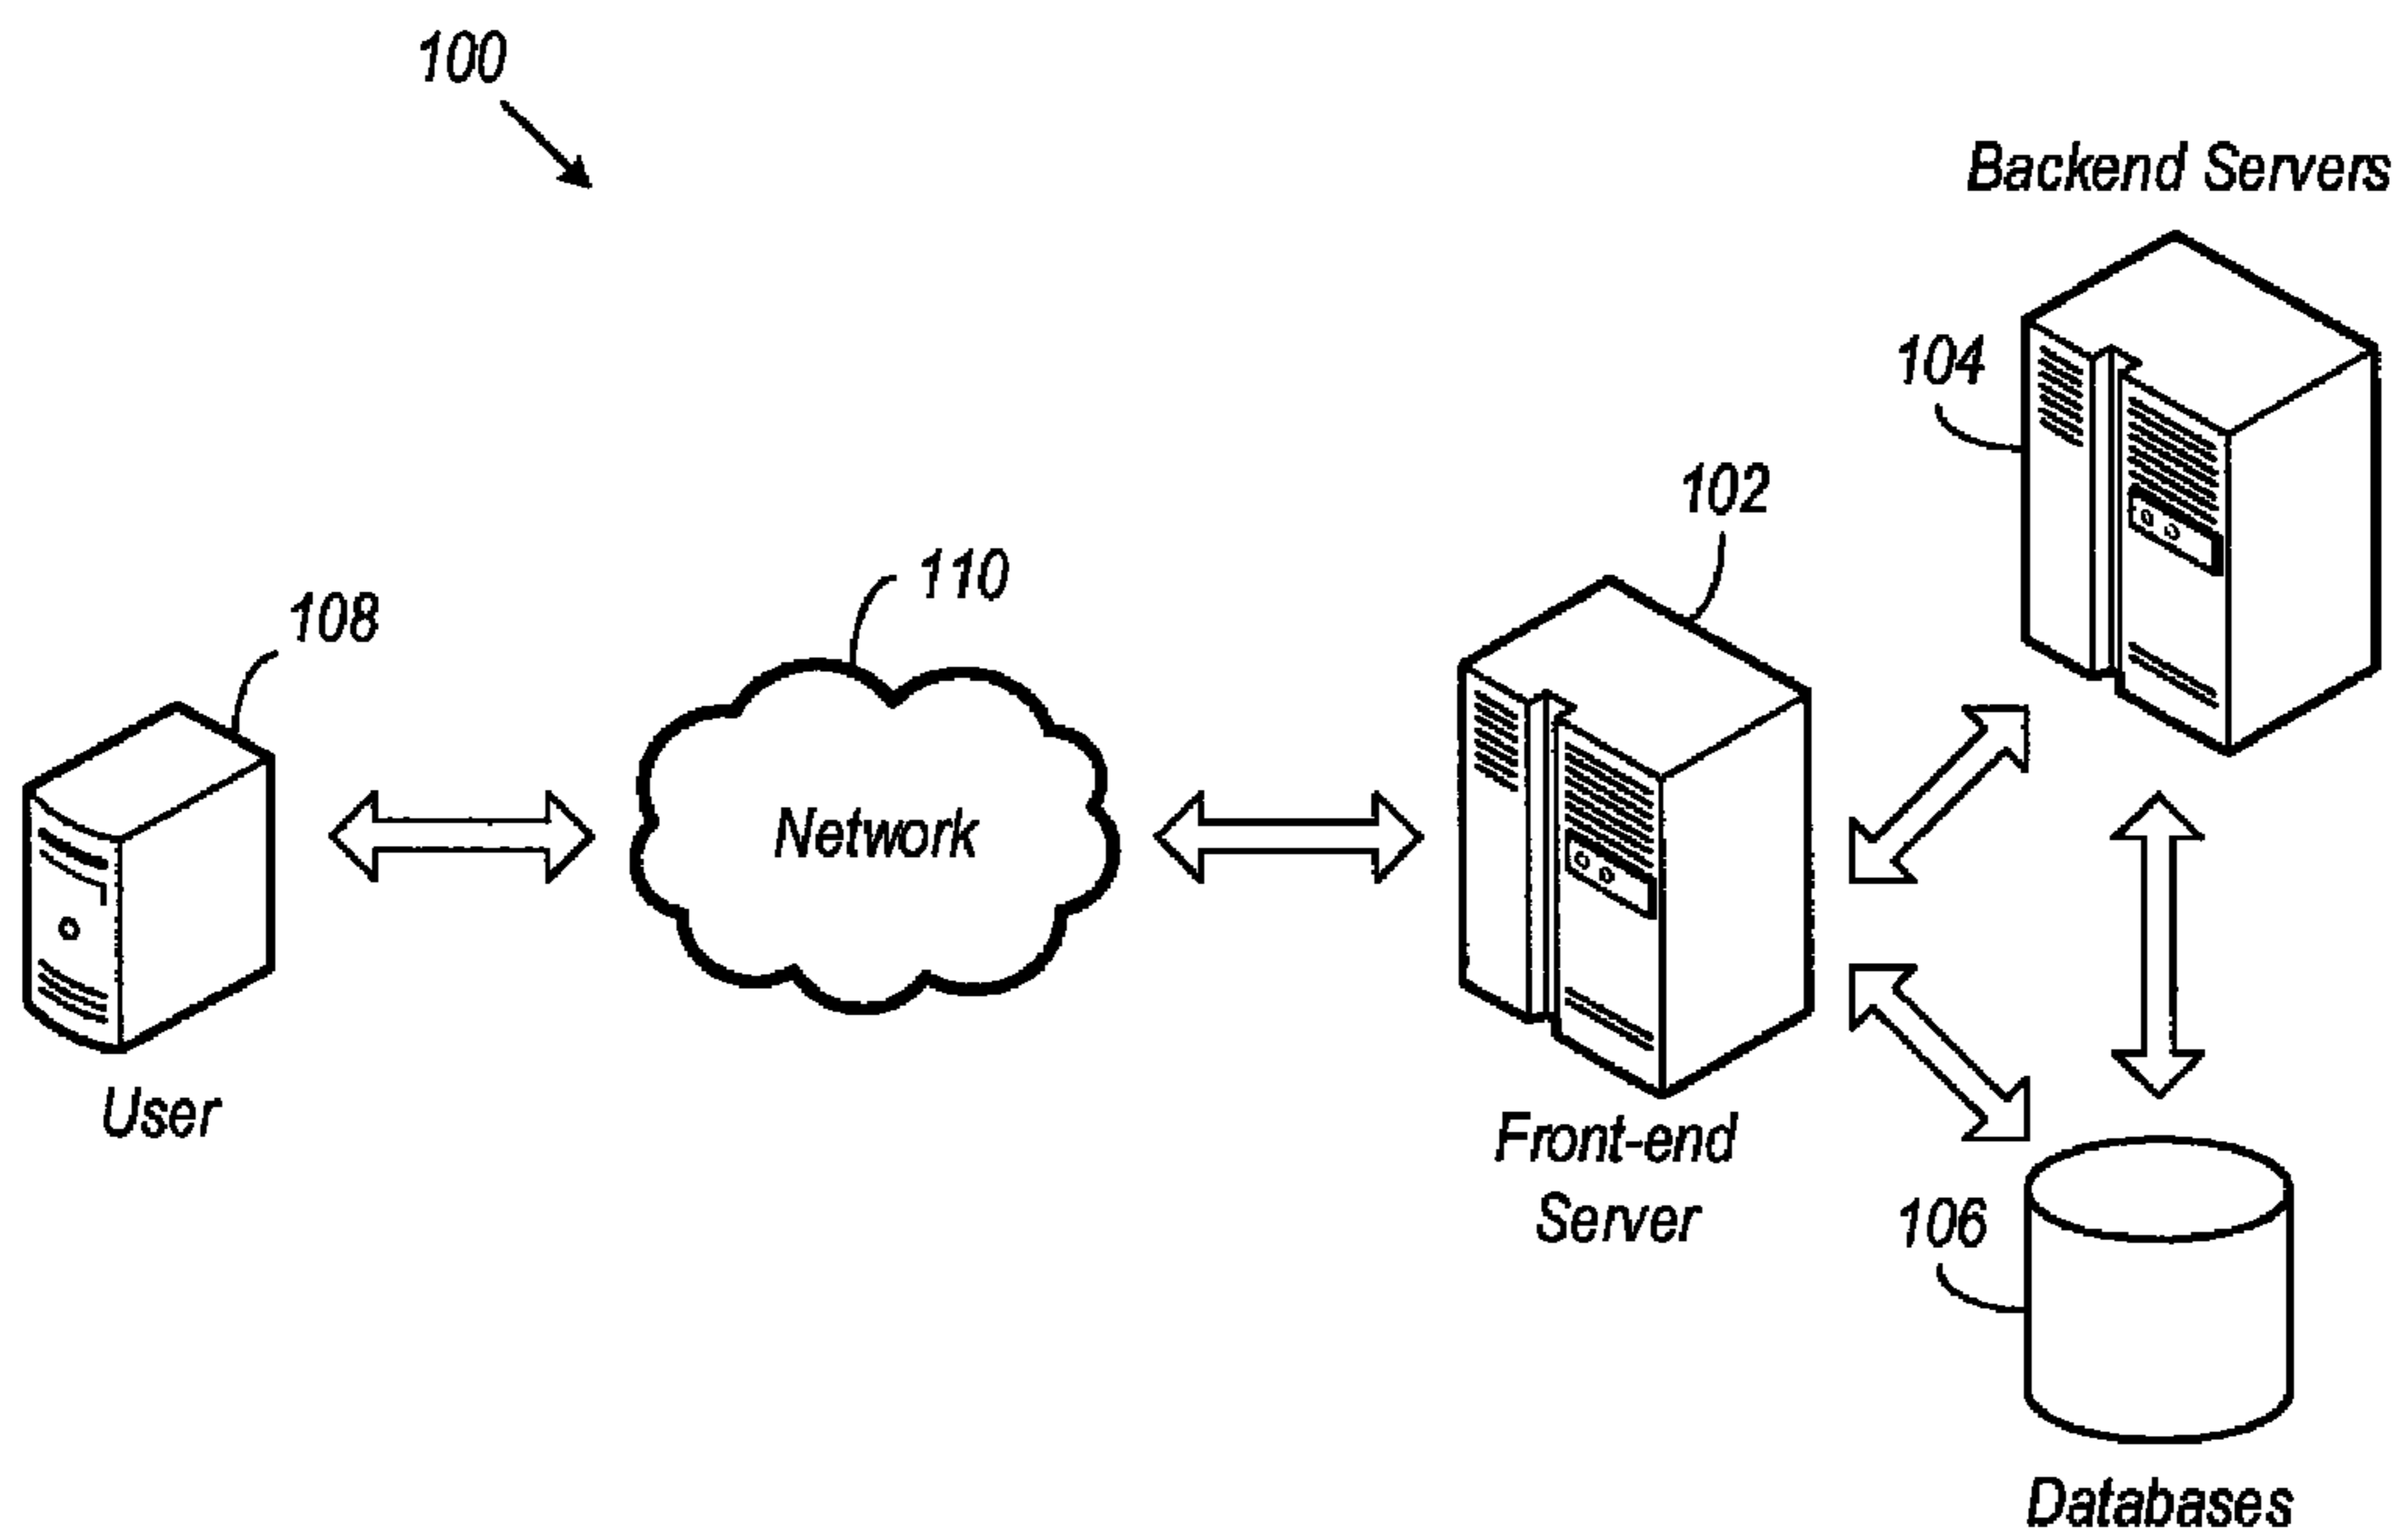 100
Backend Servers
104
102
110
108
Network
User
Front-end
Server
106
Databases